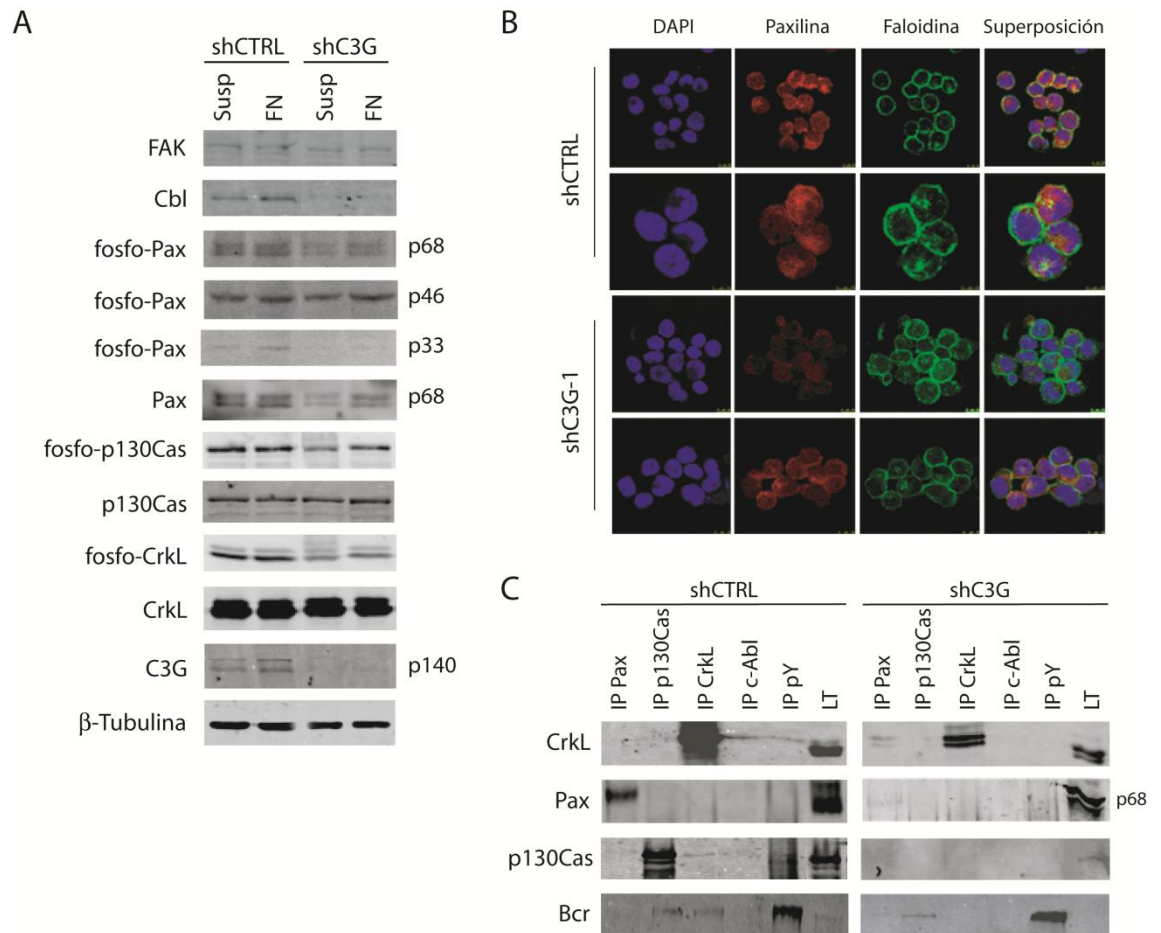 A
shCTRL shC3G
Susp FN Susp FN
FAK
Cbl
fosfo-Pax p68
fosfo-Pax p46
fosfo-Pax p33
Pax p68
fosfo-p130Cas
p130Cas
fosfo-CrkL
CrkL
C3G p140
β-Tubulina
B
DAPI Paxilina Faloidina Superposición
shCTRL
shC3G-1
C
shCTRL shC3G
IP Pax IP p130Cas IP CrkL IP c-Abl IP pY LT IP Pax IP p130Cas IP CrkL IP c-Abl IP pY LT
CrkL
Pax p68
p130Cas
Bcr